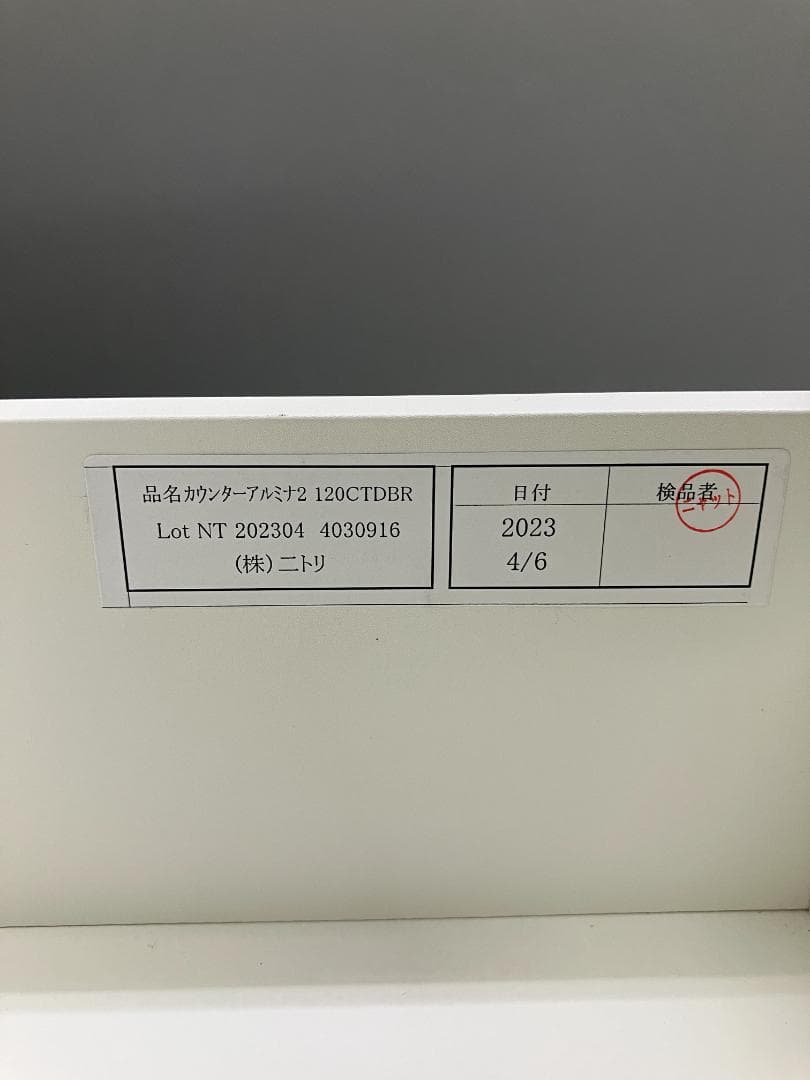 品名カウンターアルミナ2 120CTDBR
Lot NT 202304 4030916
(株)ニトリ
日付
2023
4/6
検品者
ニャット